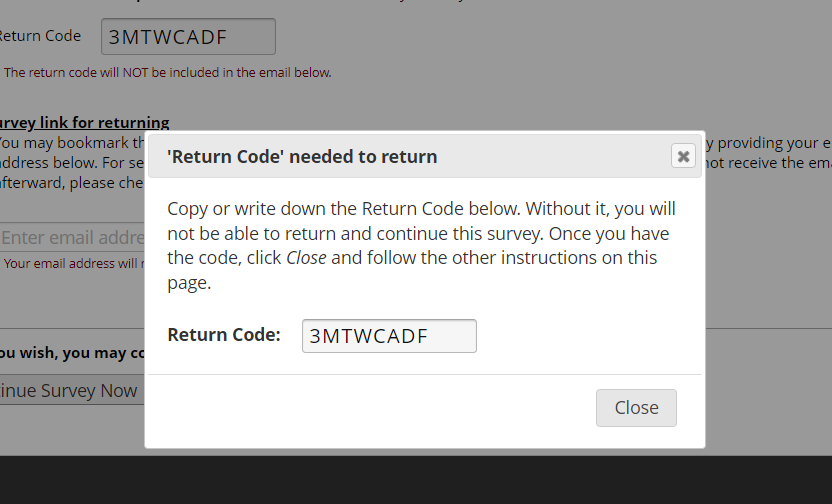 Return Code 3MTWCADF
The return code will NOT be included in the email below.
urvey link for returning
You may bookmark th
y providing your e
address below. For se
not receive the ema
afterward, please che
Enter email addre
Your email address will
ou wish, you may co
inue Survey Now
'Return Code' needed to return
Copy or write down the Return Code below. Without it, you will
not be able to return and continue this survey. Once you have
the code, click Close and follow the other instructions on this
page.
Return Code: 3MTWCADF
Close